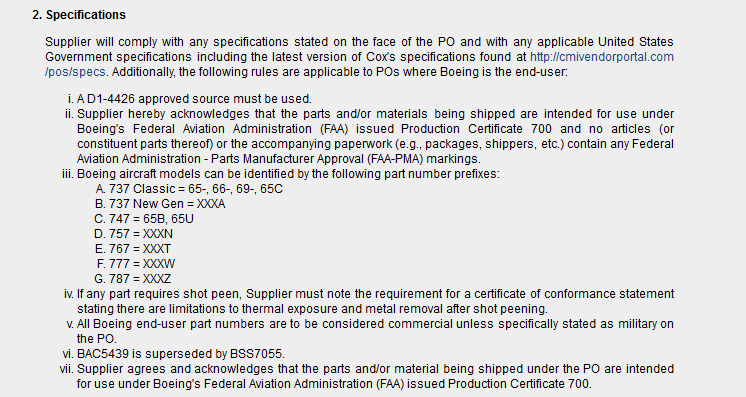 2. Specifications
Supplier will comply with any specifications stated on the face of the PO and with any applicable United States
Government specifications including the latest version of Cox's specifications found at http://cmivendorportal.com
/pos/specs. Additionally, the following rules are applicable to POs where Boeing is the end-user:
i. A D1-4426 approved source must be used.
ii. Supplier hereby acknowledges that the parts and/or materials being shipped are intended for use under
Boeing's Federal Aviation Administration (FAA) issued Production Certificate 700 and no articles (or
constituent parts thereof) or the accompanying paperwork (e.g., packages, shippers, etc.) contain any Federal
Aviation Administration - Parts Manufacturer Approval (FAA-PMA) markings.
iii. Boeing aircraft models can be identified by the following part number prefixes:
A. 737 Classic = 65-, 66-, 69-, 65C
B. 737 New Gen = XXXA
C. 747 = 65B, 65U
D. 757 = XXXN
E. 767 = XXXT
F. 777 = XXXW
G. 787 = XXXZ
iv. If any part requires shot peen, Supplier must note the requirement for a certificate of conformance statement
stating there are limitations to thermal exposure and metal removal after shot peening.
v. All Boeing end-user part numbers are to be considered commercial unless specifically stated as military on
the PO.
vi. BAC5439 is superseded by BSS7055.
vii. Supplier agrees and acknowledges that the parts and/or material being shipped under the PO are intended
for use under Boeing's Federal Aviation Administration (FAA) issued Production Certificate 700.